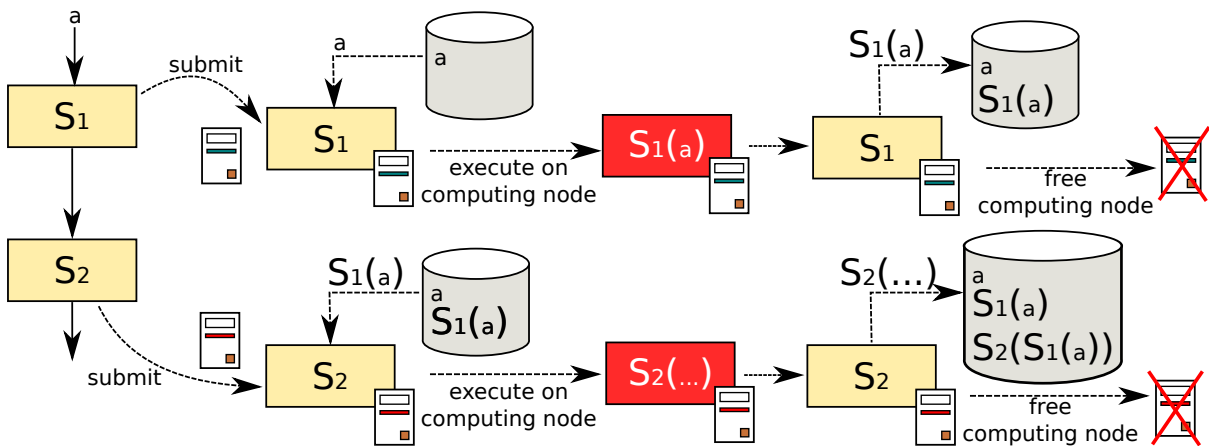 a
S₁
submit
S₁
a
a
execute on
computing node
S₁(a)
S₁
S₁(a)
a
S₁(a)
free
computing node
S₂
submit
S₂
S₁(a)
a
S₁(a)
execute on
computing node
S₂(...)
S₂
S₂(...)
a
S₁(a)
S₂(S₁(a))
free
computing node